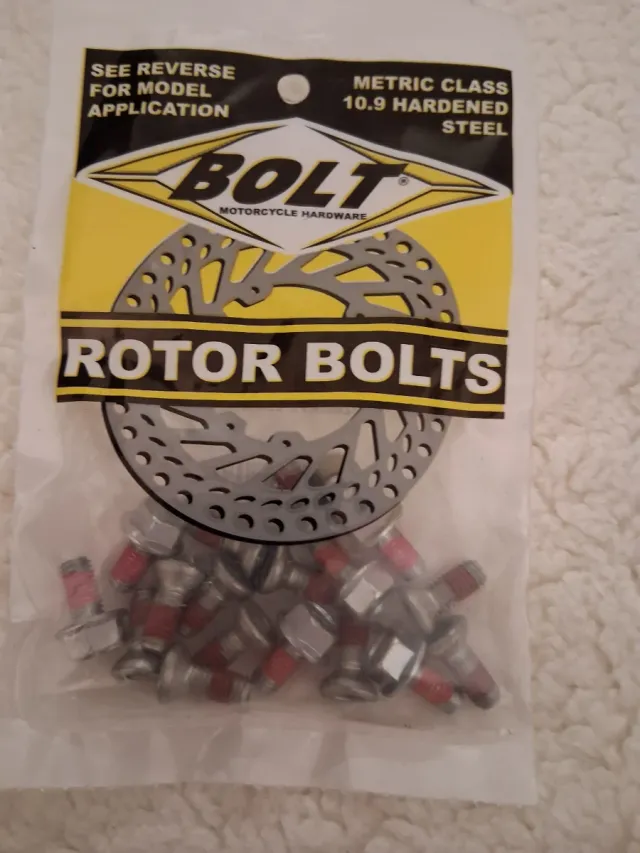 SEE REVERSE
FOR MODEL
APPLICATION
METRIC CLASS
10.9 HARDENED
STEEL
BOLT®
MOTORCYCLE HARDWARE
ROTOR BOLTS